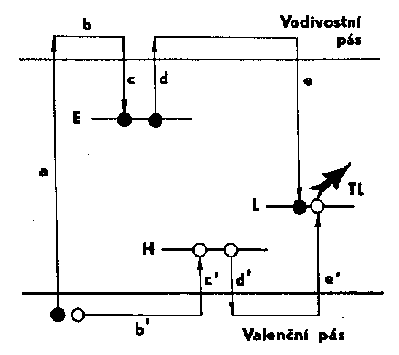 b
Vodivostní
pás
c
d
e
E
a
TL
L
H
c'
d'
e'
b'
Valenční pás